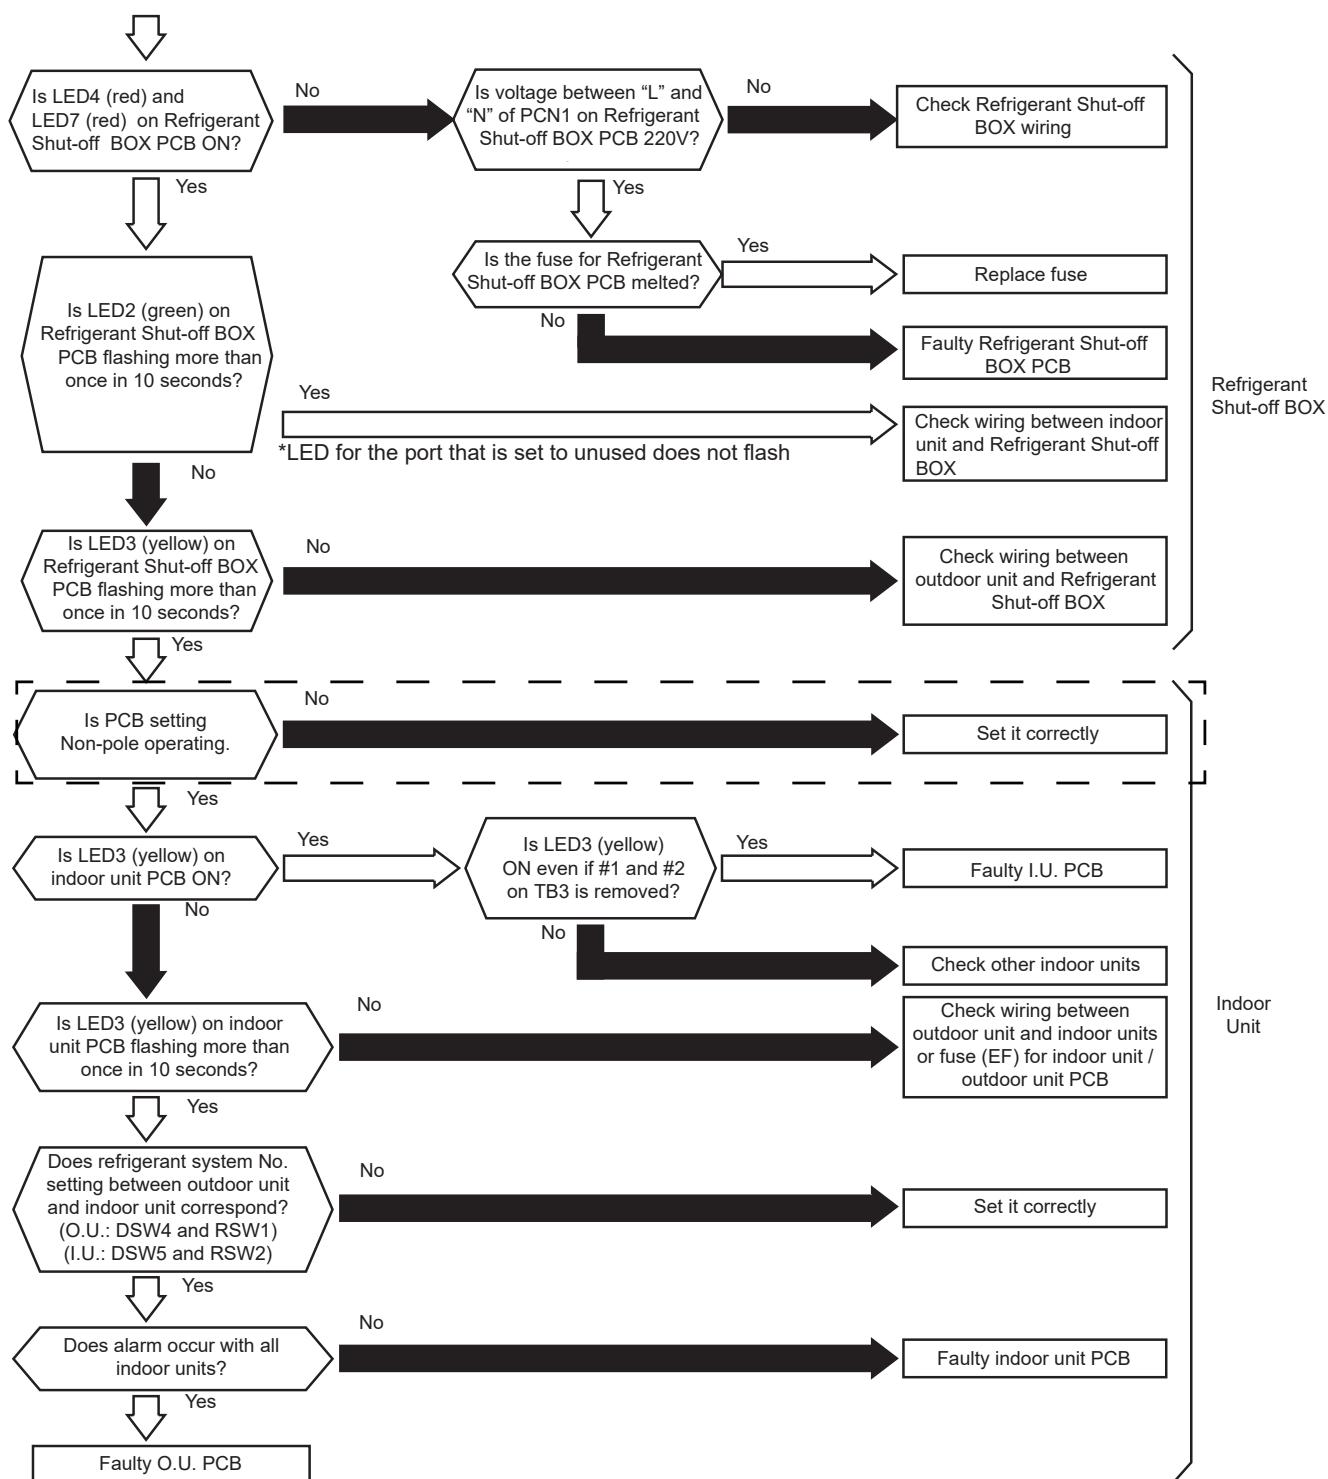 Is LED4 (red) and
LED7 (red) on Refrigerant
Shut-off BOX PCB ON?
No
Is voltage between “L” and
“N” of PCN1 on Refrigerant
Shut-off BOX PCB 220V?
No
Check Refrigerant Shut-off
BOX wiring
Yes
Yes
Is the fuse for Refrigerant
Shut-off BOX PCB melted?
Yes
Replace fuse
No
Faulty Refrigerant Shut-off
BOX PCB
Is LED2 (green) on
Refrigerant Shut-off BOX
PCB flashing more than
once in 10 seconds?
Yes
*LED for the port that is set to unused does not flash
Check wiring between indoor
unit and Refrigerant Shut-off
BOX
Refrigerant
Shut-off BOX
No
Is LED3 (yellow) on
Refrigerant Shut-off BOX
PCB flashing more than
once in 10 seconds?
No
Check wiring between
outdoor unit and Refrigerant
Shut-off BOX
Yes
Is PCB setting
Non-pole operating.
No
Set it correctly
Yes
Is LED3 (yellow) on
indoor unit PCB ON?
Yes
Is LED3 (yellow)
ON even if #1 and #2
on TB3 is removed?
Yes
Faulty I.U. PCB
No
No
Check other indoor units
Is LED3 (yellow) on indoor
unit PCB flashing more than
once in 10 seconds?
No
Check wiring between
outdoor unit and indoor units
or fuse (EF) for indoor unit /
outdoor unit PCB
Indoor
Unit
Yes
Does refrigerant system No.
setting between outdoor unit
and indoor unit correspond?
(O.U.: DSW4 and RSW1)
(I.U.: DSW5 and RSW2)
No
Set it correctly
Yes
Does alarm occur with all
indoor units?
No
Faulty indoor unit PCB
Yes
Faulty O.U. PCB